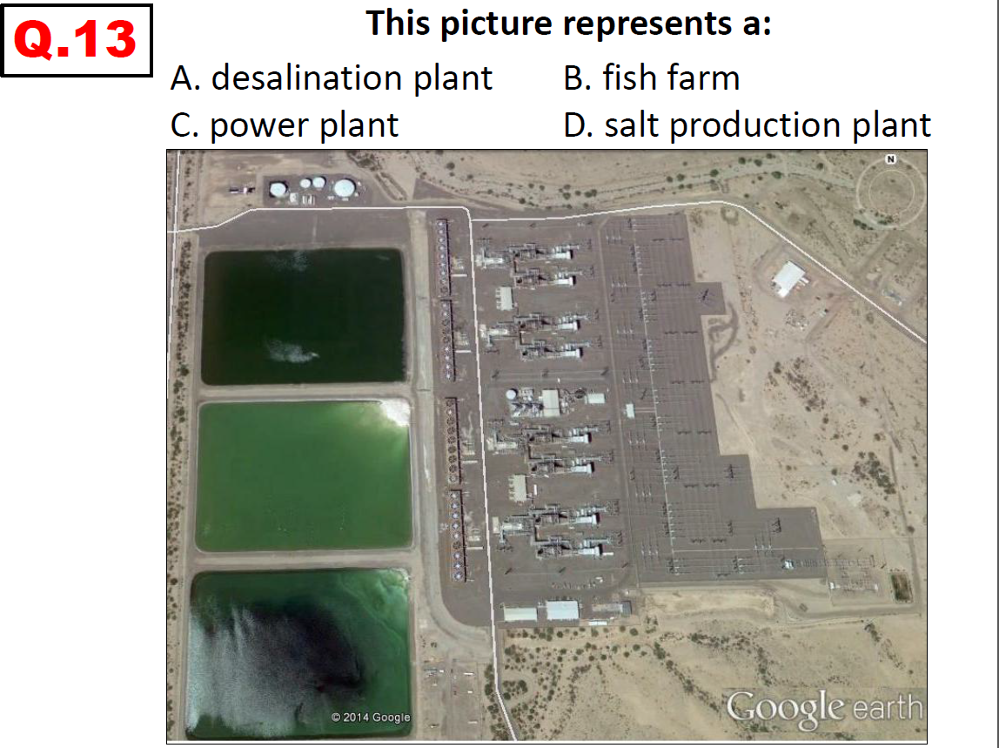 Q.13
This picture represents a:
A. desalination plant B. fish farm
C. power plant D. salt production plant
N
© 2014 Google
Google earth